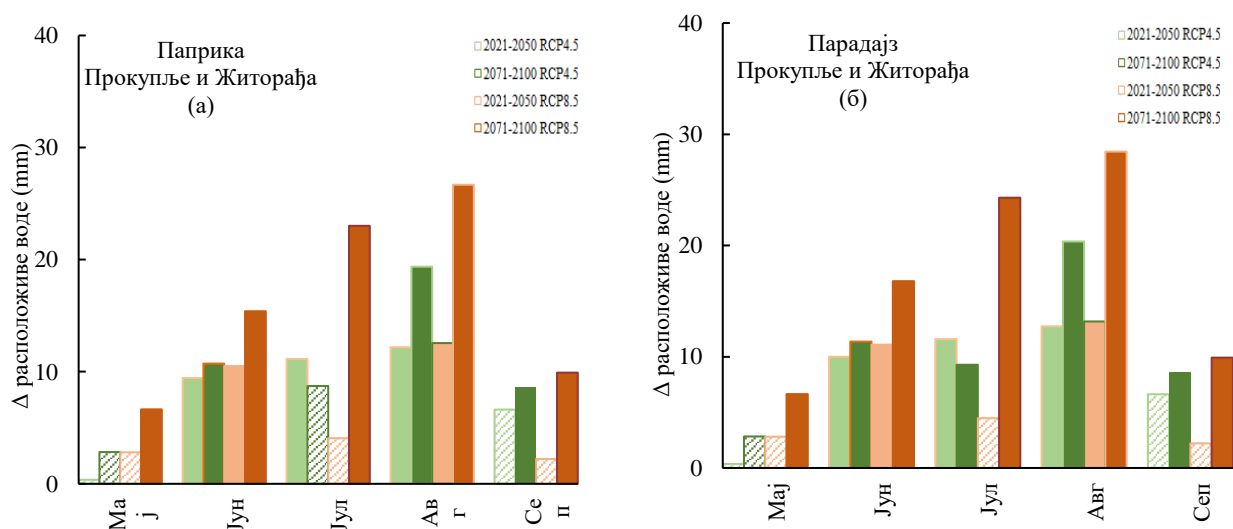 Паприка
Прокупље и Житорађа
(а)
2021-2050 RCP4.5
2071-2100 RCP4.5
2021-2050 RCP8.5
2071-2100 RCP8.5
Δ расположиве воде (mm)
40
30
20
10
0
Ма
ј
Јун
Јул
Ав
г
Се
п
Парадајз
Прокупље и Житорађа
(б)
2021-2050 RCP4.5
2071-2100 RCP4.5
2021-2050 RCP8.5
2071-2100 RCP8.5
Δ расположиве воде (mm)
40
30
20
10
0
Мај
Јун
Јул
Авг
Сеп